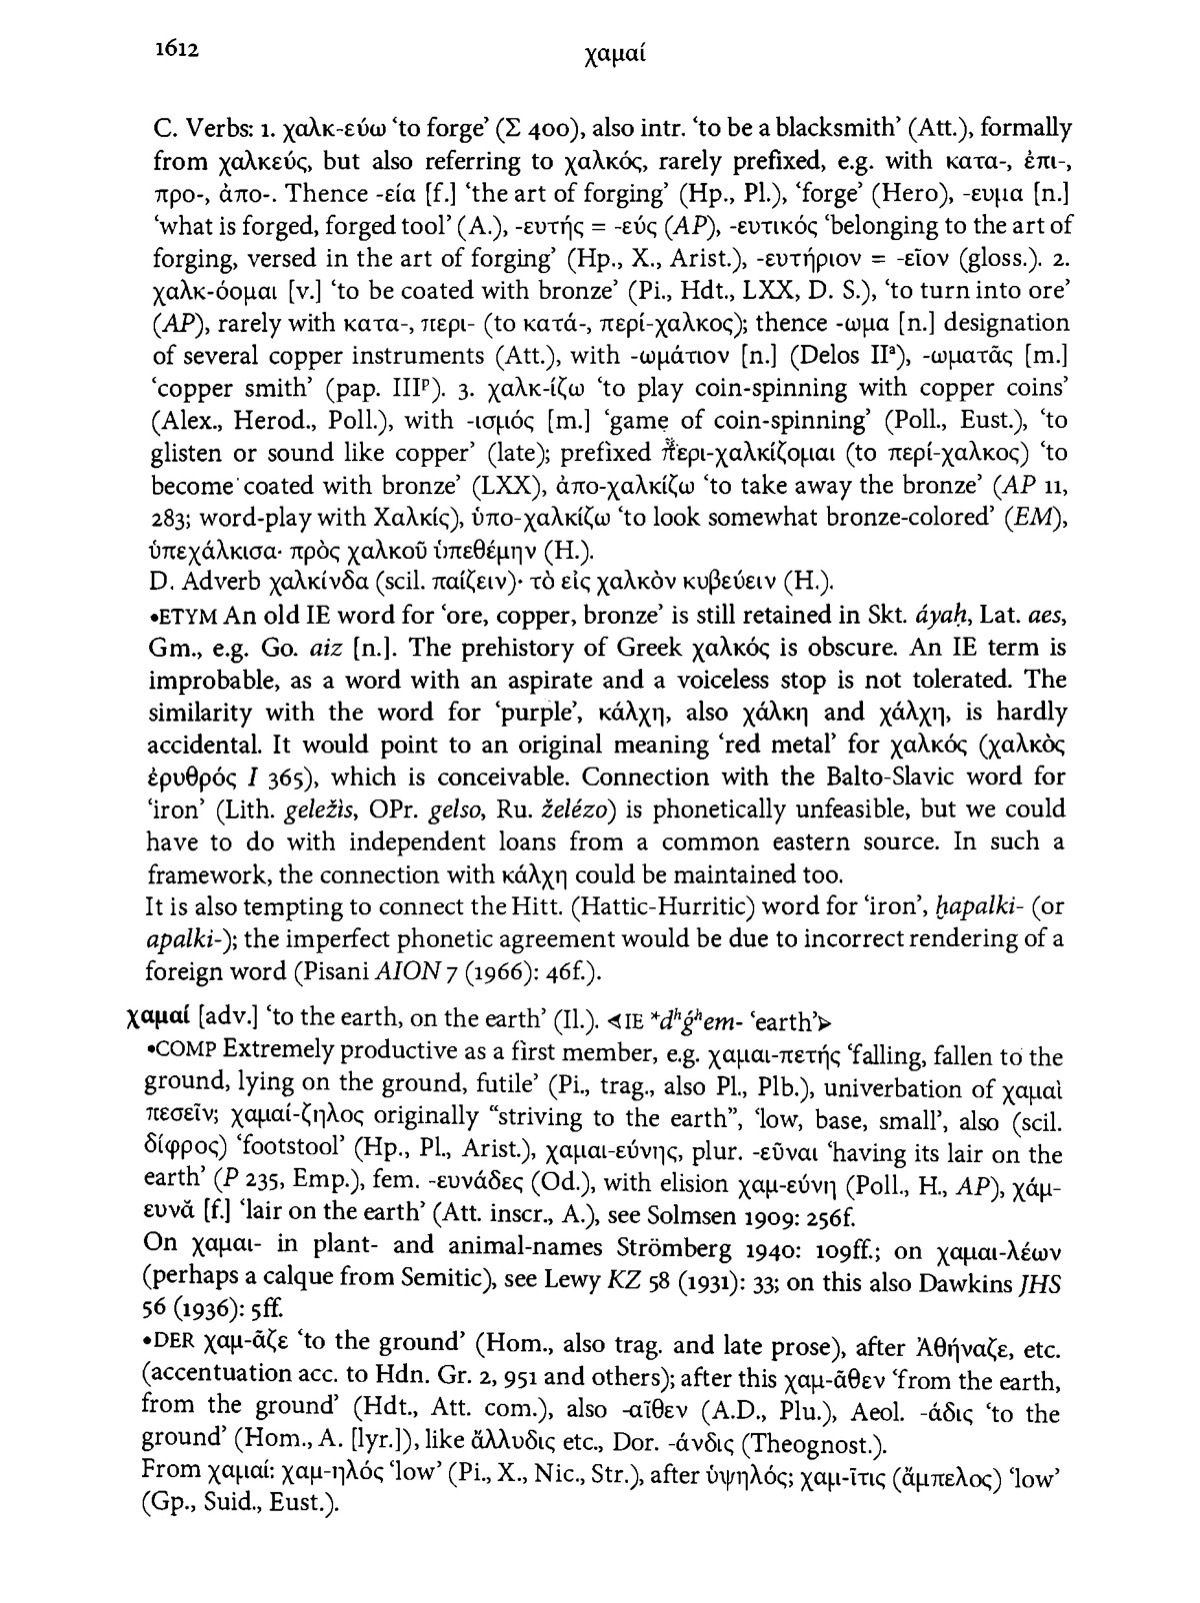 1612
χαμαί
C. Verbs: 1. χαλκ-εύω ‘to forge’ (Σ 400), also intr. ‘to be a blacksmith’ (Att.), formally
from χαλκεύς, but also referring to χαλκός, rarely prefixed, e.g. with κατα-, ἐπι-,
προ-, ἀπο-. Thence -εία [f.] ‘the art of forging’ (Hp., Pl.), ‘forge’ (Hero), -ευμα [n.]
‘what is forged, forged tool’ (A.), -ευτής = -εύς (AP), -ευτικός ‘belonging to the art of
forging, versed in the art of forging’ (Hp., X., Arist.), -ευτήριον = -εῖον (gloss.). 2.
χαλκ-όομαι [v.] ‘to be coated with bronze’ (Pi., Hdt., LXX, D. S.), ‘to turn into ore’
(AP), rarely with κατα-, περι- (to κατά-, περί-χαλκος); thence -ωμα [n.] designation
of several copper instruments (Att.), with -ωμάτιον [n.] (Delos IIᵃ), -ωματᾶς [m.]
‘copper smith’ (pap. IIIᵖ). 3. χαλκ-ίζω ‘to play coin-spinning with copper coins’
(Alex., Herod., Poll.), with -ισμός [m.] ‘game of coin-spinning’ (Poll., Eust.), ‘to
glisten or sound like copper’ (late); prefixed περι-χαλκίζομαι (to περί-χαλκος) ‘to
become coated with bronze’ (LXX), ἀπο-χαλκίζω ‘to take away the bronze’ (AP 11,
283; word-play with Χαλκίς), ὑπο-χαλκίζω ‘to look somewhat bronze-colored’ (EM),
ὑπεχάλκισα· πρὸς χαλκοῦ ὑπεθέμην (H.).
D. Adverb χαλκίνδα (scil. παίζειν)· τὸ εἰς χαλκὸν κυβεύειν (H.).
•ETYM An old IE word for ‘ore, copper, bronze’ is still retained in Skt. áyaḥ, Lat. aes,
Gm., e.g. Go. aiz [n.]. The prehistory of Greek χαλκός is obscure. An IE term is
improbable, as a word with an aspirate and a voiceless stop is not tolerated. The
similarity with the word for ‘purple’, κάλχη, also χάλκη and χάλχη, is hardly
accidental. It would point to an original meaning ‘red metal’ for χαλκός (χαλκὸς
ἐρυθρός I 365), which is conceivable. Connection with the Balto-Slavic word for
‘iron’ (Lith. geležìs, OPr. gelso, Ru. želézo) is phonetically unfeasible, but we could
have to do with independent loans from a common eastern source. In such a
framework, the connection with κάλχη could be maintained too.
It is also tempting to connect the Hitt. (Hattic-Hurritic) word for ‘iron’, ḫapalki- (or
apalki-); the imperfect phonetic agreement would be due to incorrect rendering of a
foreign word (Pisani AION 7 (1966): 46f.).
χαμαί [adv.] ‘to the earth, on the earth’ (Il.). ⋖IE *dʰǵʰem- ‘earth’⋗
•COMP Extremely productive as a first member, e.g. χαμαι-πετής ‘falling, fallen to the
ground, lying on the ground, futile’ (Pi., trag., also Pl., Plb.), univerbation of χαμαὶ
πεσεῖν; χαμαί-ζηλος originally “striving to the earth”, ‘low, base, small’, also (scil.
δίφρος) ‘footstool’ (Hp., Pl., Arist.), χαμαι-εύνης, plur. -εῦναι ‘having its lair on the
earth’ (P 235, Emp.), fem. -ευνάδες (Od.), with elision χαμ-εύνη (Poll., H., AP), χάμ-
ευνᾰ [f.] ‘lair on the earth’ (Att. inscr., A.), see Solmsen 1909: 256f.
On χαμαι- in plant- and animal-names Strömberg 1940: 109ff.; on χαμαι-λέων
(perhaps a calque from Semitic), see Lewy KZ 58 (1931): 33; on this also Dawkins JHS
56 (1936): 5ff.
•DER χαμ-ᾶζε ‘to the ground’ (Hom., also trag. and late prose), after Ἀθήναζε, etc.
(accentuation acc. to Hdn. Gr. 2, 951 and others); after this χαμ-ᾶθεν ‘from the earth,
from the ground’ (Hdt., Att. com.), also -αῖθεν (A.D., Plu.), Aeol. -άδις ‘to the
ground’ (Hom., A. [lyr.]), like ἄλλυδις etc., Dor. -άνδις (Theognost.).
From χαμαί: χαμ-ηλός ‘low’ (Pi., X., Nic., Str.), after ὑψηλός; χαμ-ῖτις (ἄμπελος) ‘low’
(Gp., Suid., Eust.).